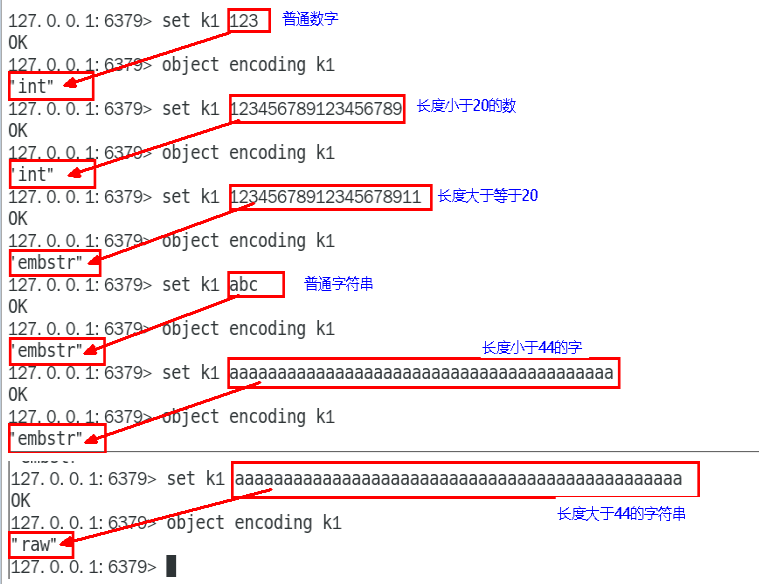 127.0.0.1:6379> set k1 123 普通数字
OK
127.0.0.1:6379> object encoding k1
"int"
127.0.0.1:6379> set k1 123456789123456789 长度小于20的数
OK
127.0.0.1:6379> object encoding k1
"int"
127.0.0.1:6379> set k1 12345678912345678911 长度大于等于20
OK
127.0.0.1:6379> object encoding k1
"embstr"
127.0.0.1:6379> set k1 abc 普通字符串
OK
127.0.0.1:6379> object encoding k1
"embstr"
长度小于44的字
127.0.0.1:6379> set k1 aaaaaaaaaaaaaaaaaaaaaaaaaaaaaaaaaaaaaaaa
OK
127.0.0.1:6379> object encoding k1
"embstr"
127.0.0.1:6379> set k1 aaaaaaaaaaaaaaaaaaaaaaaaaaaaaaaaaaaaaaaaaaaaaa
OK
长度大于44的字符串
127.0.0.1:6379> object encoding k1
"raw"
127.0.0.1:6379>